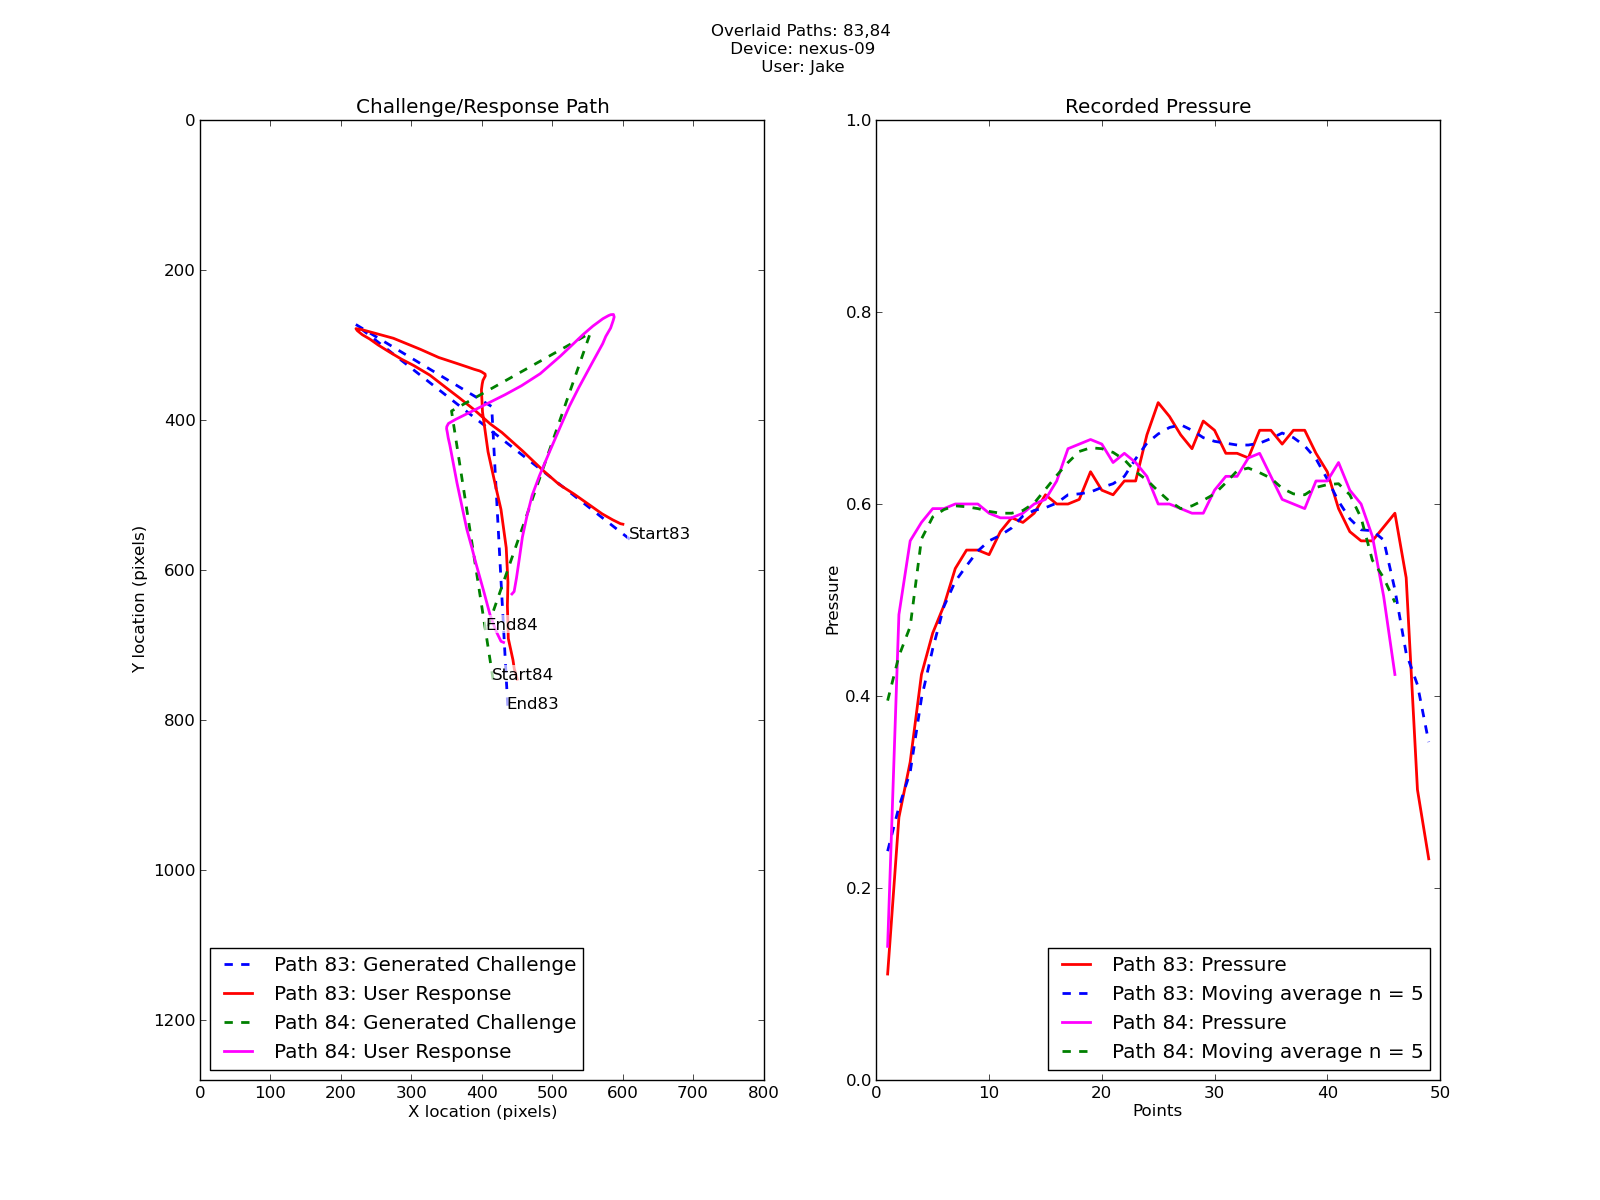 Overlaid Paths: 83,84
Device: nexus-09
User: Jake
Challenge/Response Path
0
200
400
600
800
1000
1200
Y location (pixels)
Start83
End84
Start84
End83
Path 83: Generated Challenge
Path 83: User Response
Path 84: Generated Challenge
Path 84: User Response
0 100 200 300 400 500 600 700 800
X location (pixels)
Recorded Pressure
1.0
0.8
0.6
0.4
0.2
0.0
Pressure
Path 83: Pressure
Path 83: Moving average n = 5
Path 84: Pressure
Path 84: Moving average n = 5
0 10 20 30 40 50
Points